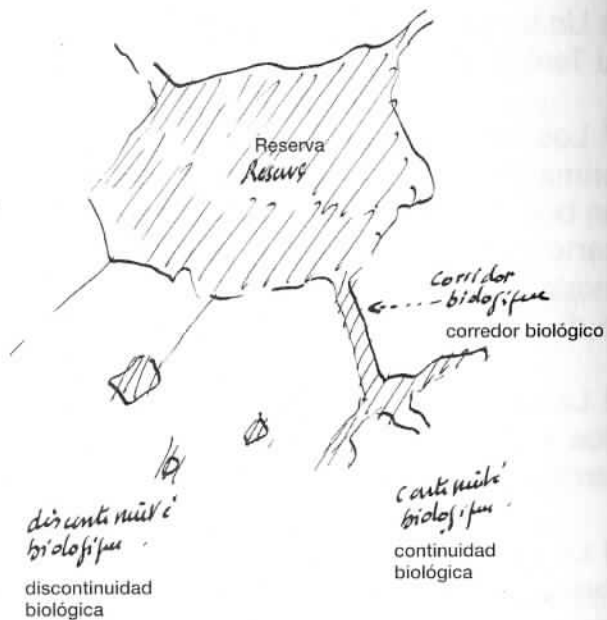 Reserva
Reserve
corridor
biologique
corredor biológico
discontinuité
biologique
discontinuidad
biológica
continuité
biologique
continuidad
biológica